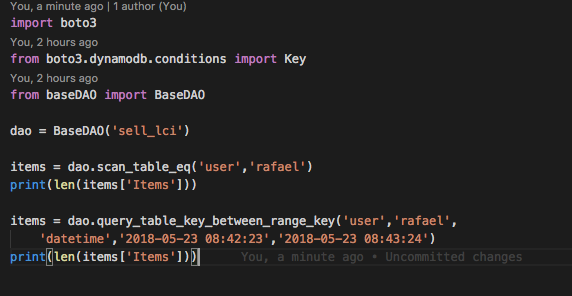 You, a minute ago | 1 author (You)
import boto3
You, 2 hours ago
from boto3.dynamodb.conditions import Key
You, 2 hours ago
from baseDAO import BaseDAO
dao = BaseDAO('sell_lci')
items = dao.scan_table_eq('user','rafael')
print(len(items['Items']))
items = dao.query_table_key_between_range_key('user','rafael',
'datetime','2018-05-23 08:42:23','2018-05-23 08:43:24')
print(len(items['Items'])) You, a minute ago • Uncommitted changes